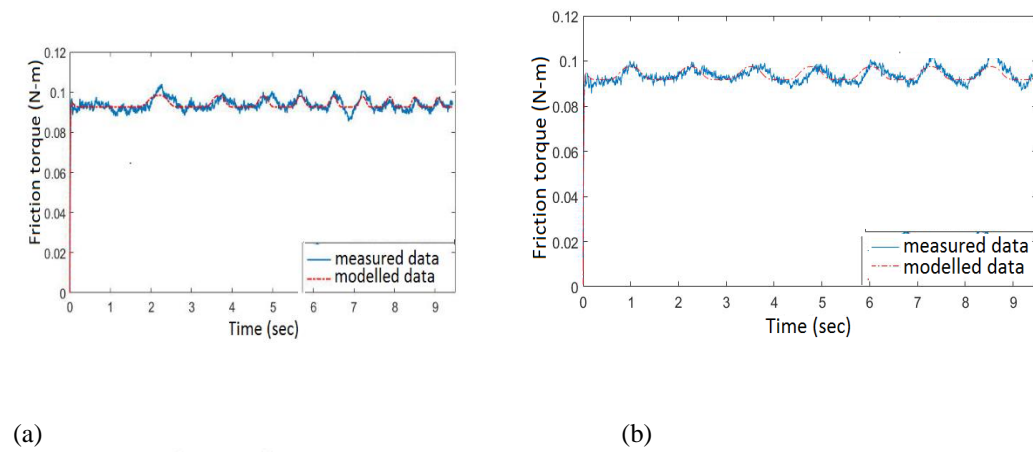 0.12
0.1
0.08
0.06
0.04
0.02
0
Friction torque (N-m)
measured data
modelled data
0 1 2 3 4 5 6 7 8 9
Time (sec)
0.12
0.1
0.08
0.06
0.04
0.02
0
Friction torque (N-m)
measured data
modelled data
1 2 3 4 5 6 7 8 9
Time (sec)
(a) (b)